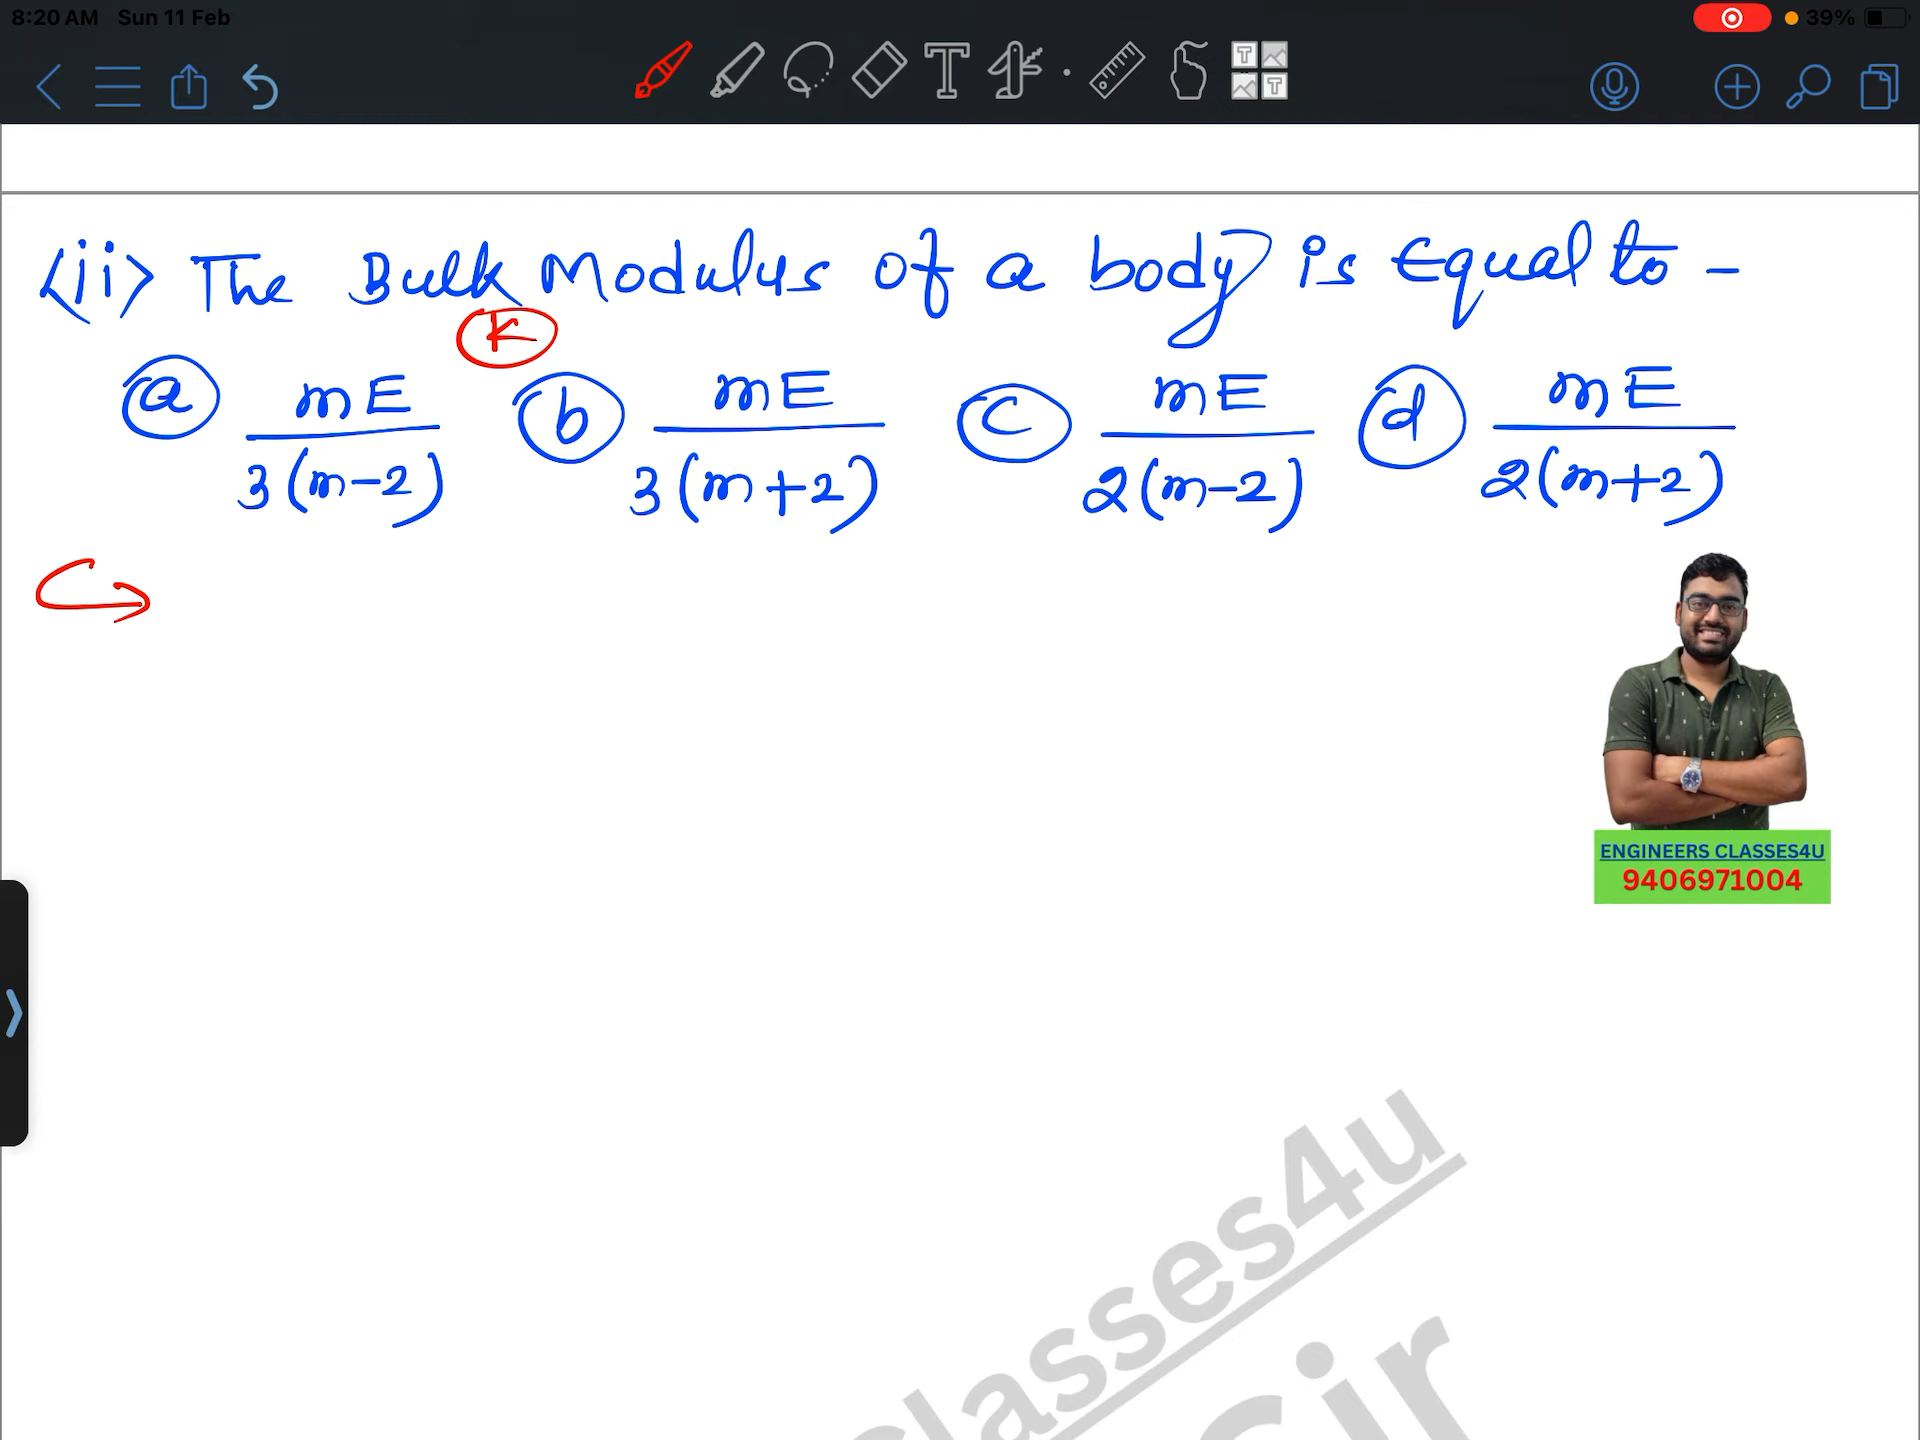 8:20 AM Sun 11 Feb
39%
<ii> The Bulk Modulus of a body is Equal to -
K
a mE / 3(m-2) b mE / 3(m+2) c mE / 2(m-2) d mE / 2(m+2)
ENGINEERS CLASSES4U
9406971004
Classes4u
Sir